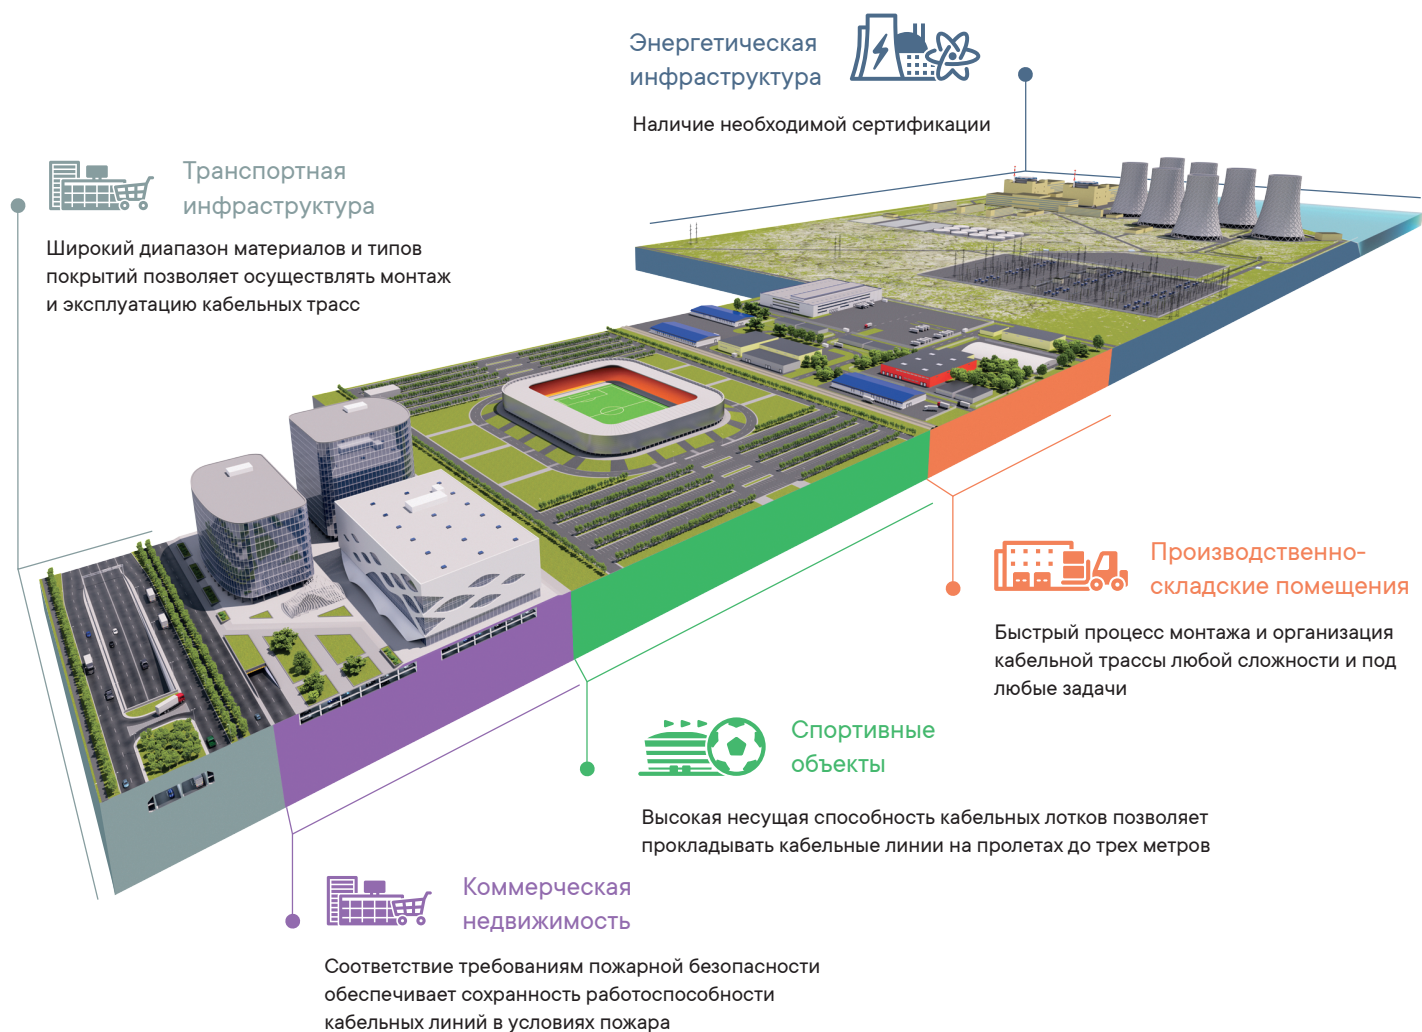 Энергетическая
инфраструктура
Наличие необходимой сертификации
Транспортная
инфраструктура
Широкий диапазон материалов и типов
покрытий позволяет осуществлять монтаж
и эксплуатацию кабельных трасс
Производственно-
складские помещения
Быстрый процесс монтажа и организация
кабельной трассы любой сложности и под
любые задачи
Спортивные
объекты
Высокая несущая способность кабельных лотков позволяет
прокладывать кабельные линии на пролетах до трех метров
Коммерческая
недвижимость
Соответствие требованиям пожарной безопасности
обеспечивает сохранность работоспособности
кабельных линий в условиях пожара